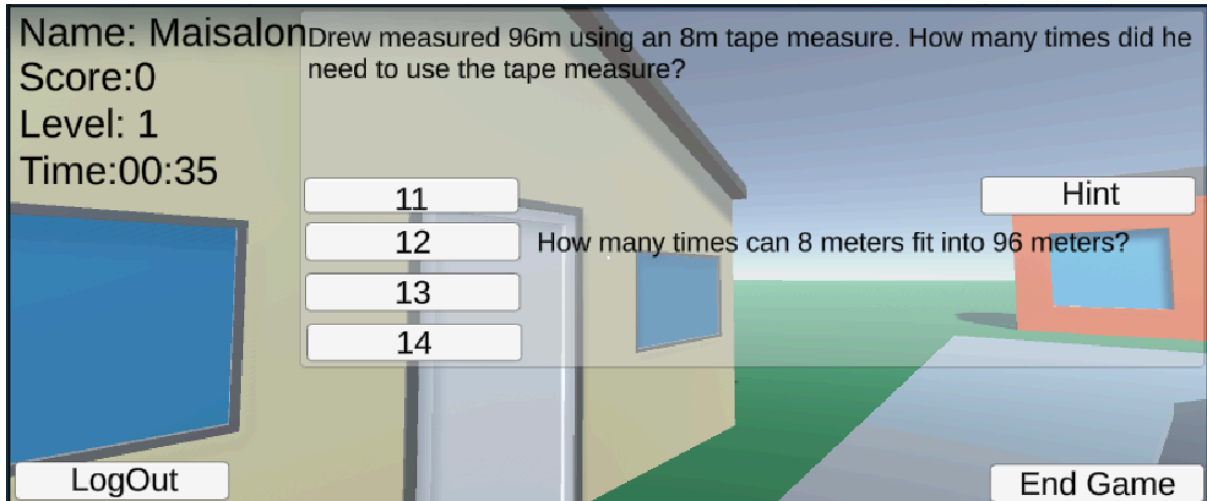 Name: Maisalon
Score:0
Level: 1
Time:00:35
Drew measured 96m using an 8m tape measure. How many times did he
need to use the tape measure?
11
Hint
12
How many times can 8 meters fit into 96 meters?
13
14
LogOut
End Game